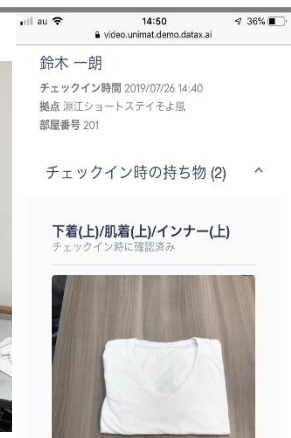 au 14:50 36%
video.unimat.demo.datax.ai
鈴木 一朗
チェックイン時間 2019/07/26 14:40
拠点 淵江ショートステイそよ風
部屋番号 201
チェックイン時の持ち物 (2)
下着(上)/肌着(上)/インナー(上)
チェックイン時に確認済み